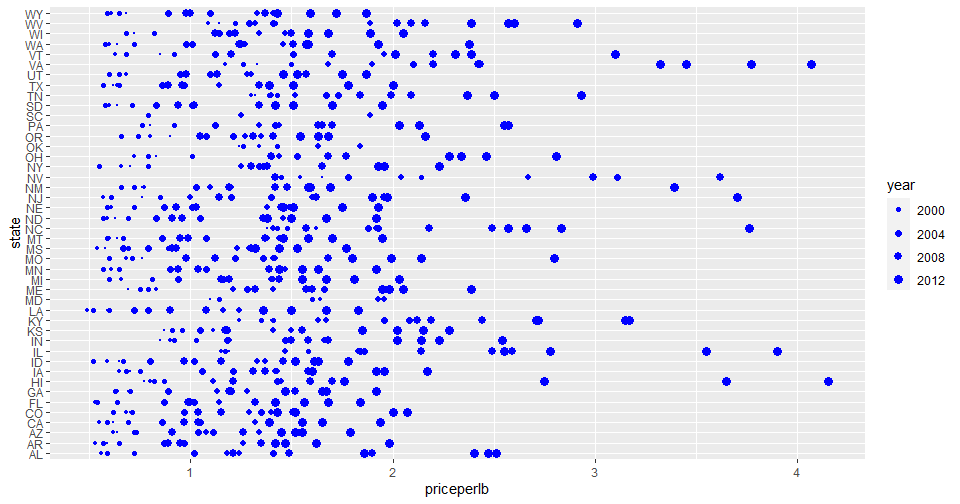 WY
WV
WI
WA
VT
VA
UT
TX
TN
SD
SC
PA
OR
OK
OH
NY
NV
NM
NJ
NE
ND
NC
MT
MS
MO
MN
MI
ME
MD
LA
KY
KS
IN
IL
ID
IA
HI
GA
FL
CO
CA
AZ
AR
AL
state
1 2 3 4
priceperlb
year
2000
2004
2008
2012